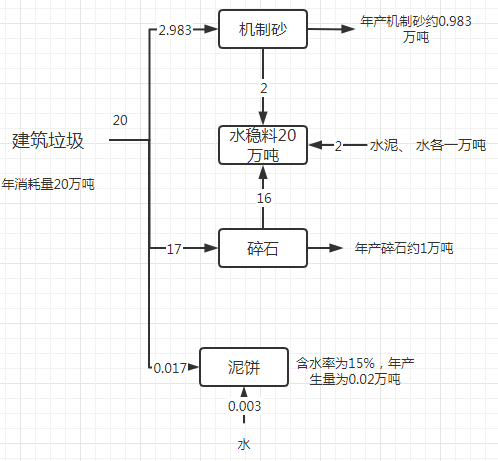 2.983
机制砂
年产机制砂约0.983
万吨
20
2
建筑垃圾
水稳料20
万吨
2
水泥、 水各一万吨
年消耗量20万吨
16
17
碎石
年产碎石约1万吨
0.017
泥饼
含水率为15%，年产
生量为0.02万吨
0.003
水